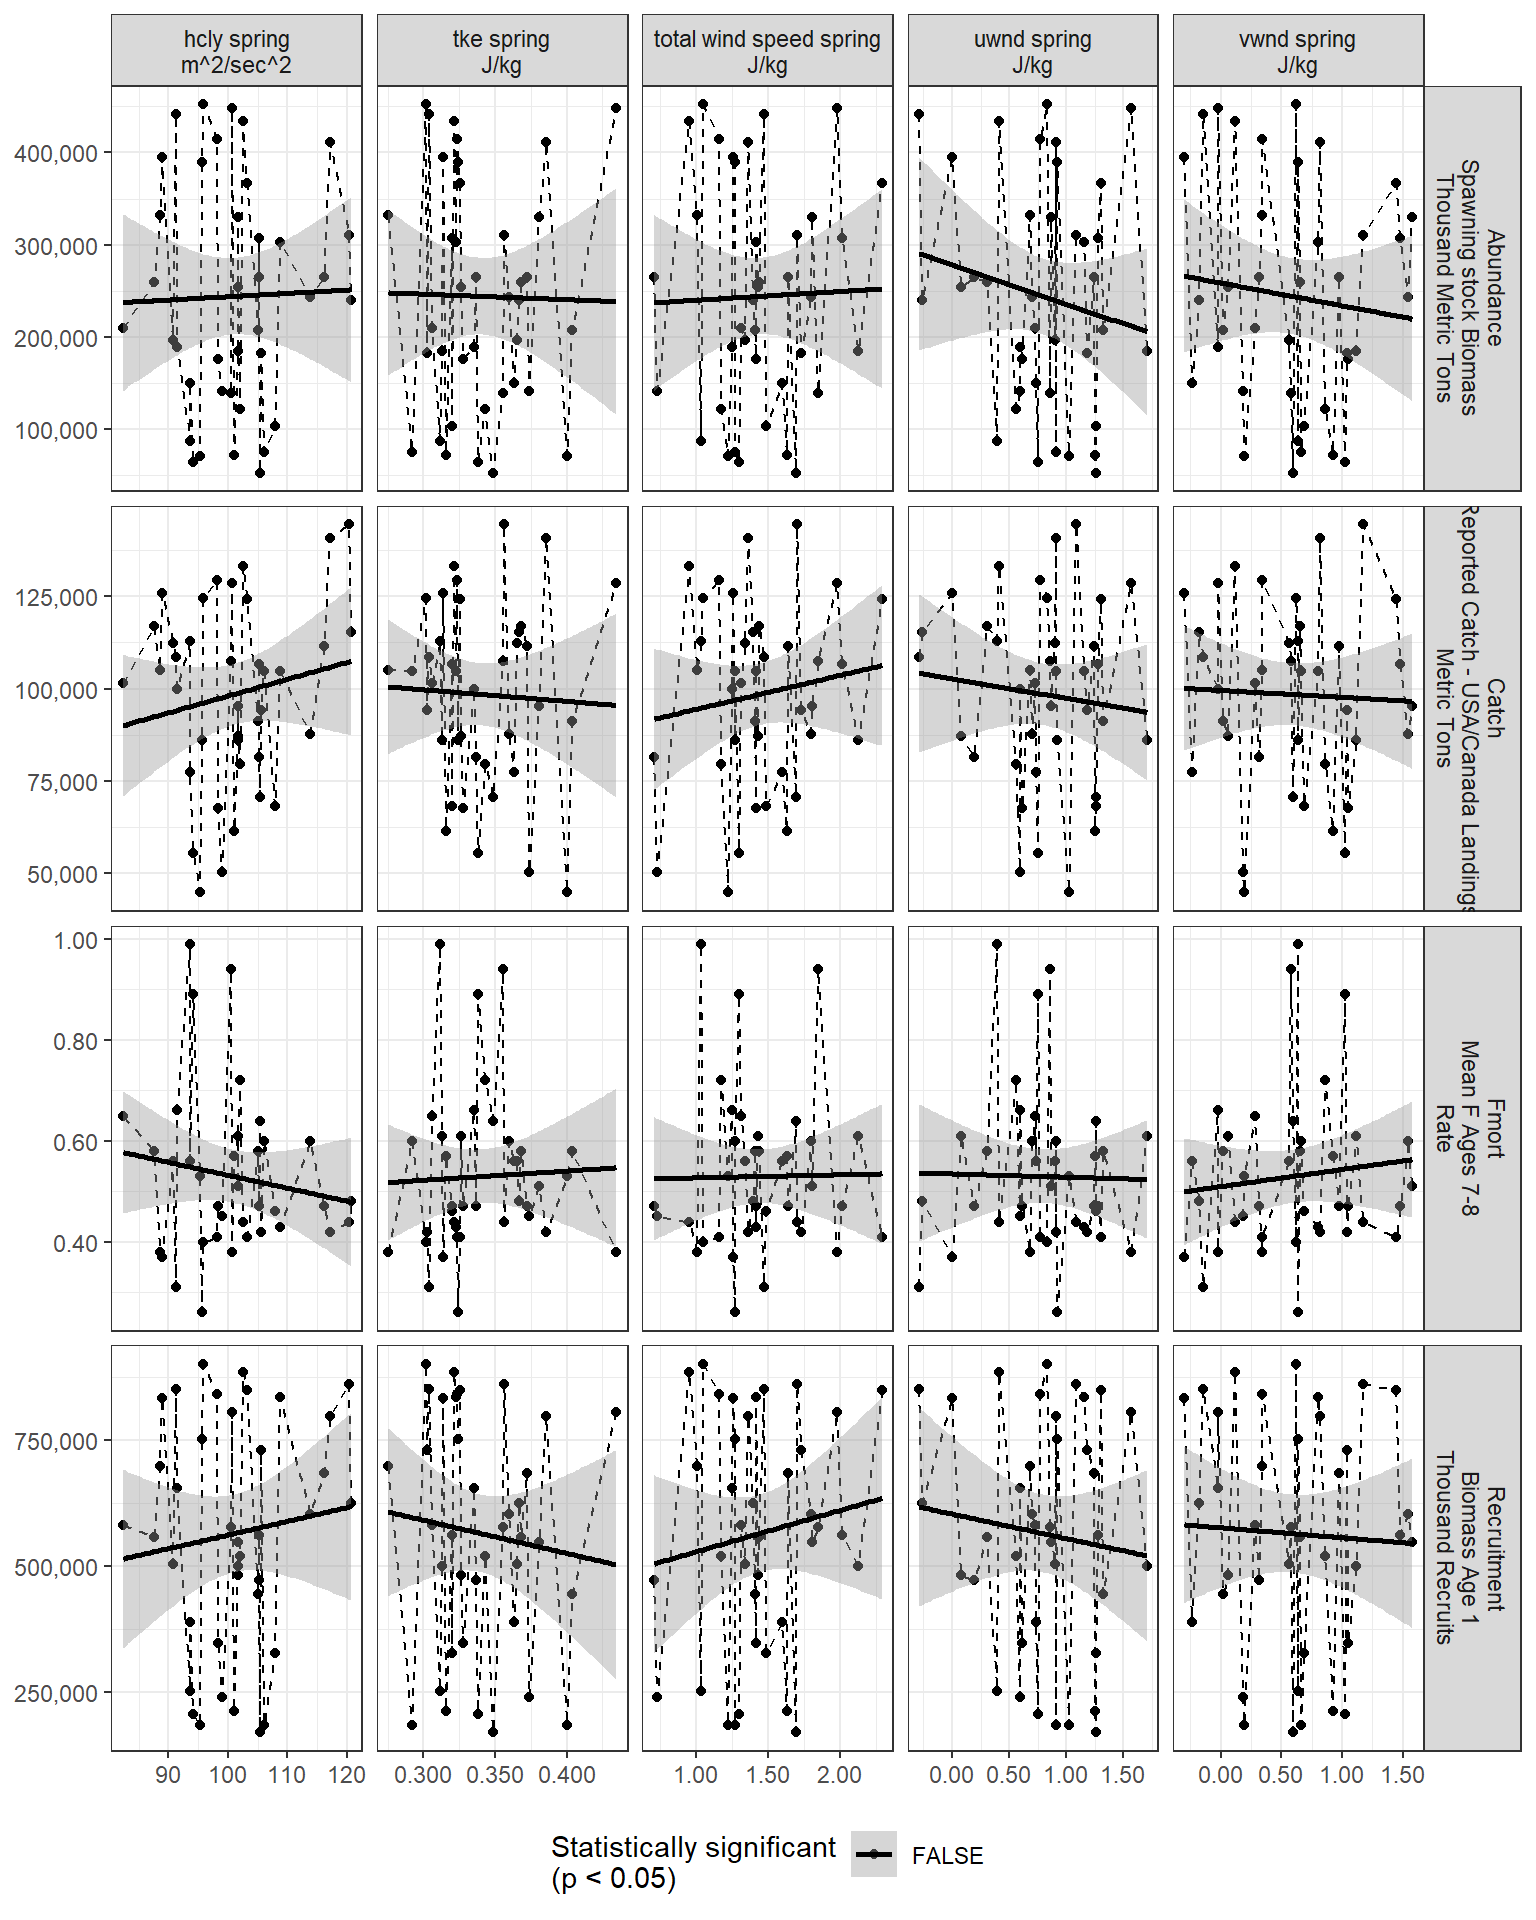 hcly spring
m^2/sec^2
tke spring
J/kg
total wind speed spring
J/kg
uwnd spring
J/kg
vwnd spring
J/kg
400,000
300,000
200,000
100,000
Abundance
Spawning stock Biomass
Thousand Metric Tons
125,000
100,000
75,000
50,000
Catch
Reported Catch - USA/Canada Landings
Metric Tons
1.00
0.80
0.60
0.40
Fmort
Mean F Ages 7-8
Rate
750,000
500,000
250,000
Recruitment
Biomass Age 1
Thousand Recruits
90 100 110 120
0.300 0.350 0.400
1.00 1.50 2.00
0.00 0.50 1.00 1.50
0.00 0.50 1.00 1.50
Statistically significant
(p < 0.05)
FALSE